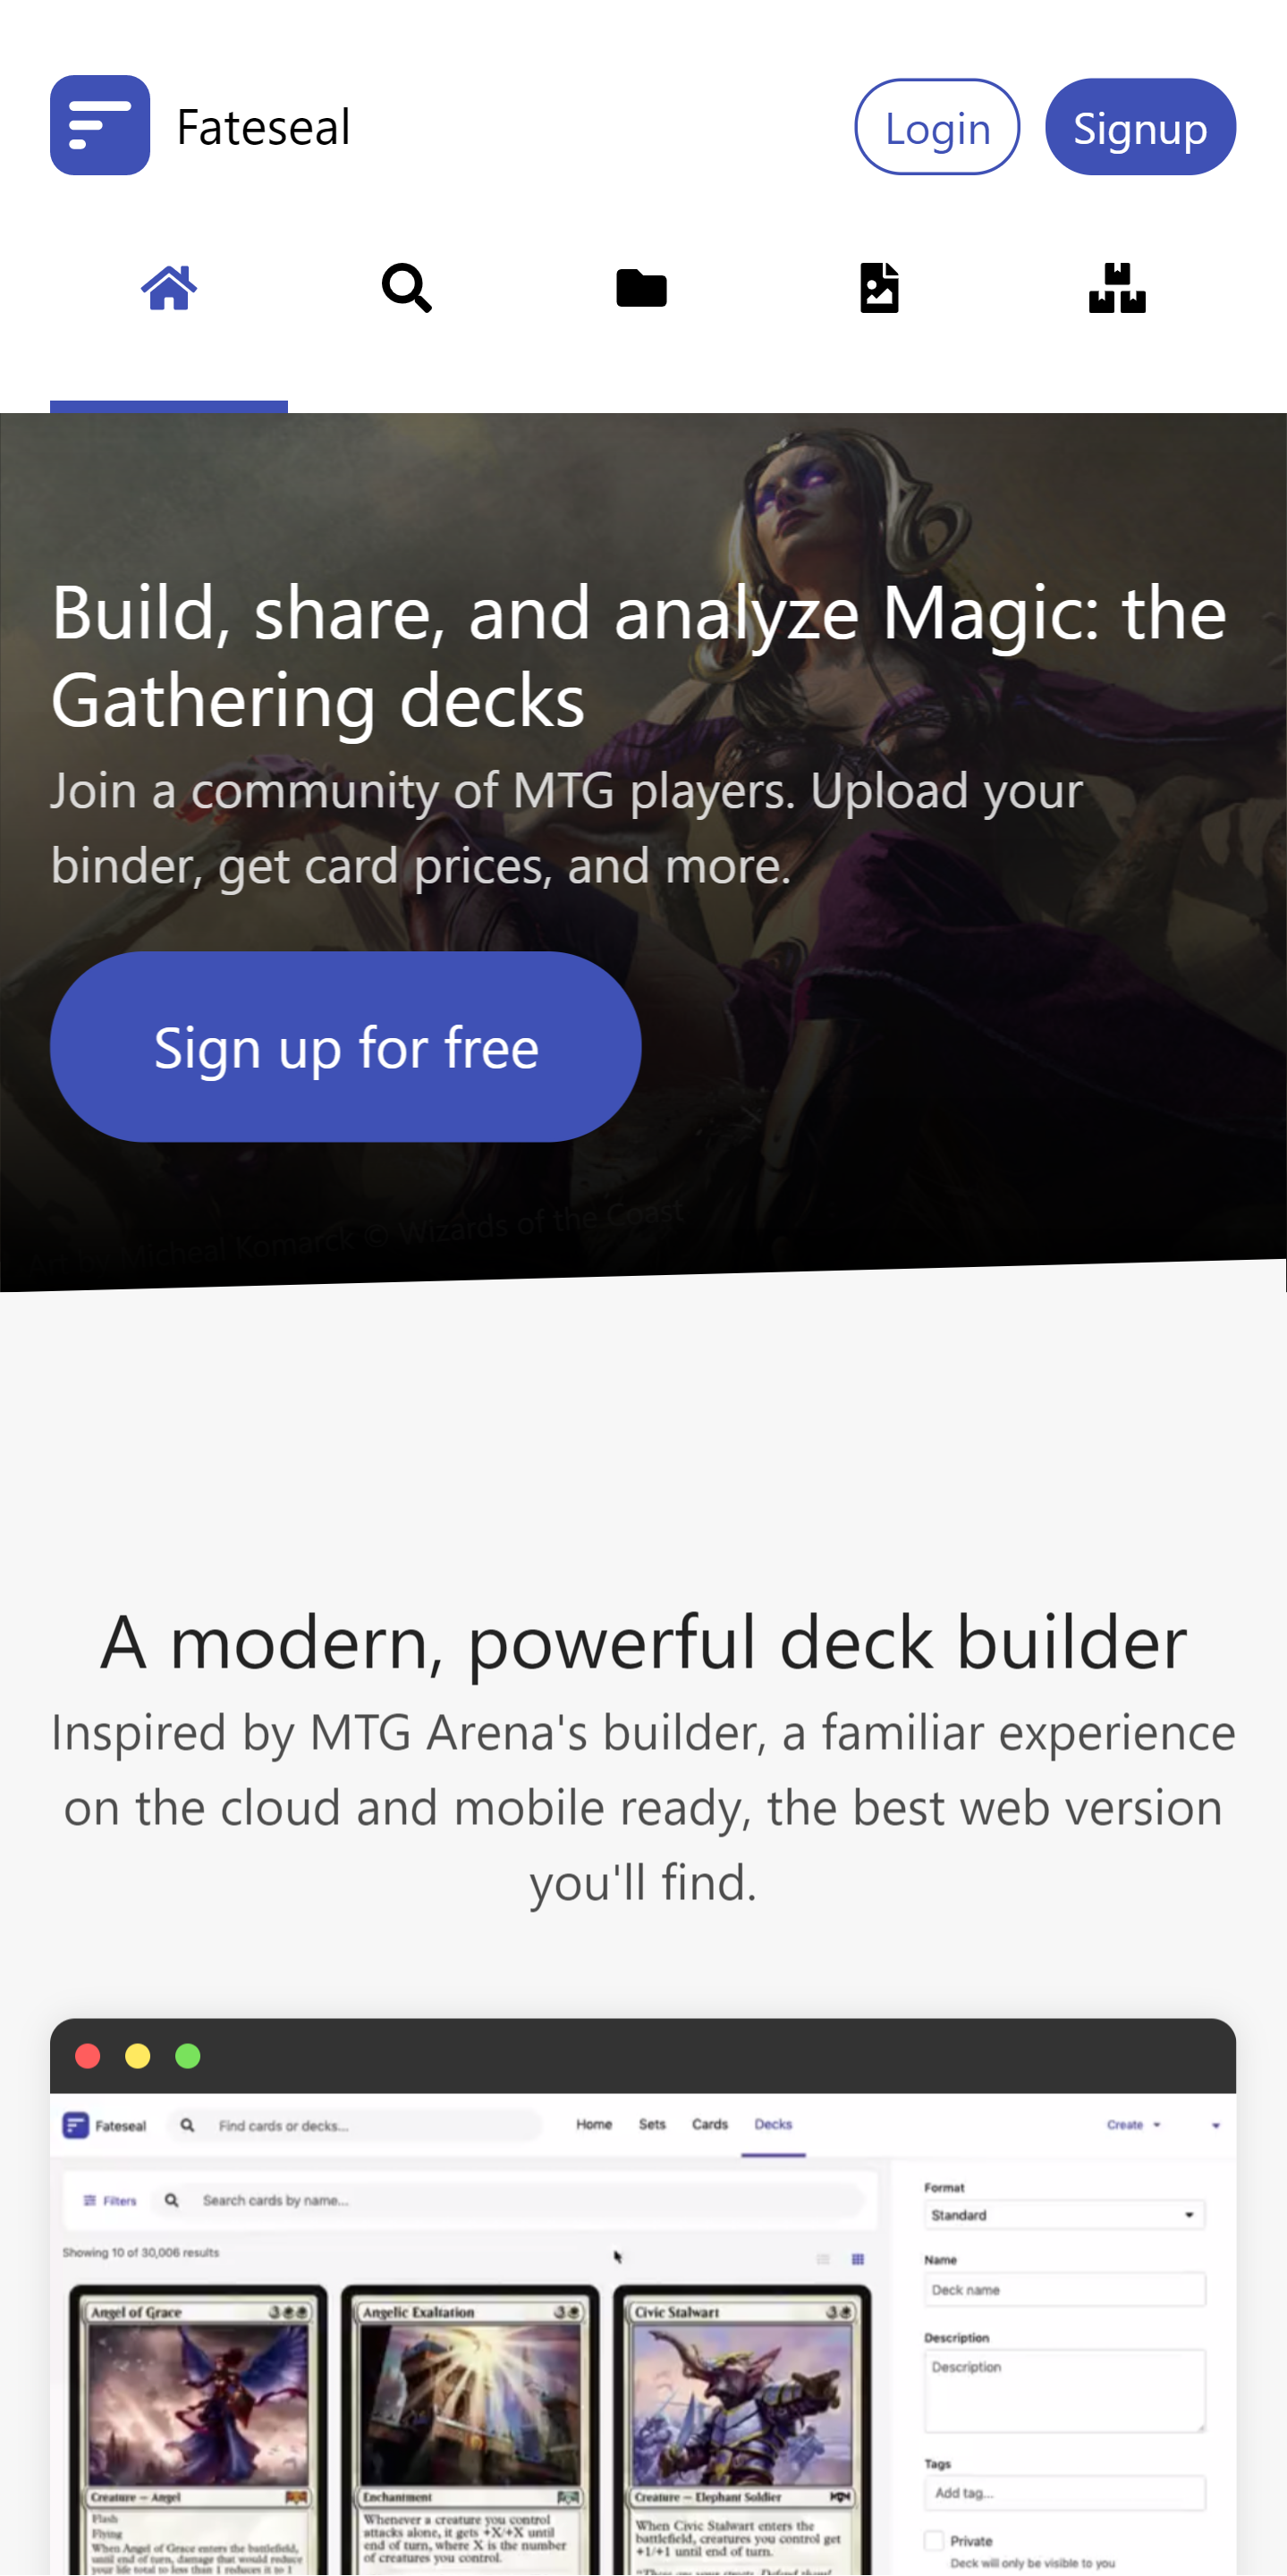 Fateseal
Login
Signup
Build, share, and analyze Magic: the
Gathering decks
Join a community of MTG players. Upload your
binder, get card prices, and more.
Sign up for free
Art by Micheal Komarck © Wizards of the Coast
A modern, powerful deck builder
Inspired by MTG Arena's builder, a familiar experience
on the cloud and mobile ready, the best web version
you'll find.
Fateseal
Find cards or decks...
Home
Sets
Cards
Decks
Create
Filters
Search cards by name...
Showing 10 of 30,006 results
Format
Standard
Name
Deck name
Description
Description
Tags
Add tag...
Private
Deck will only be visible to you
Angel of Grace
3
Creature — Angel
Flash
Flying
When Angel of Grace enters the battlefield,
until end of turn, damage that would reduce
your life total to less than 1 reduces it to 1
Angelic Exaltation
3
Enchantment
Whenever a creature you control
attacks alone, it gets +X/+X until
end of turn, where X is the number
of creatures you control.
Civic Stalwart
3
Creature — Elephant Soldier
When Civic Stalwart enters the
battlefield, creatures you control get
+1/+1 until end of turn.